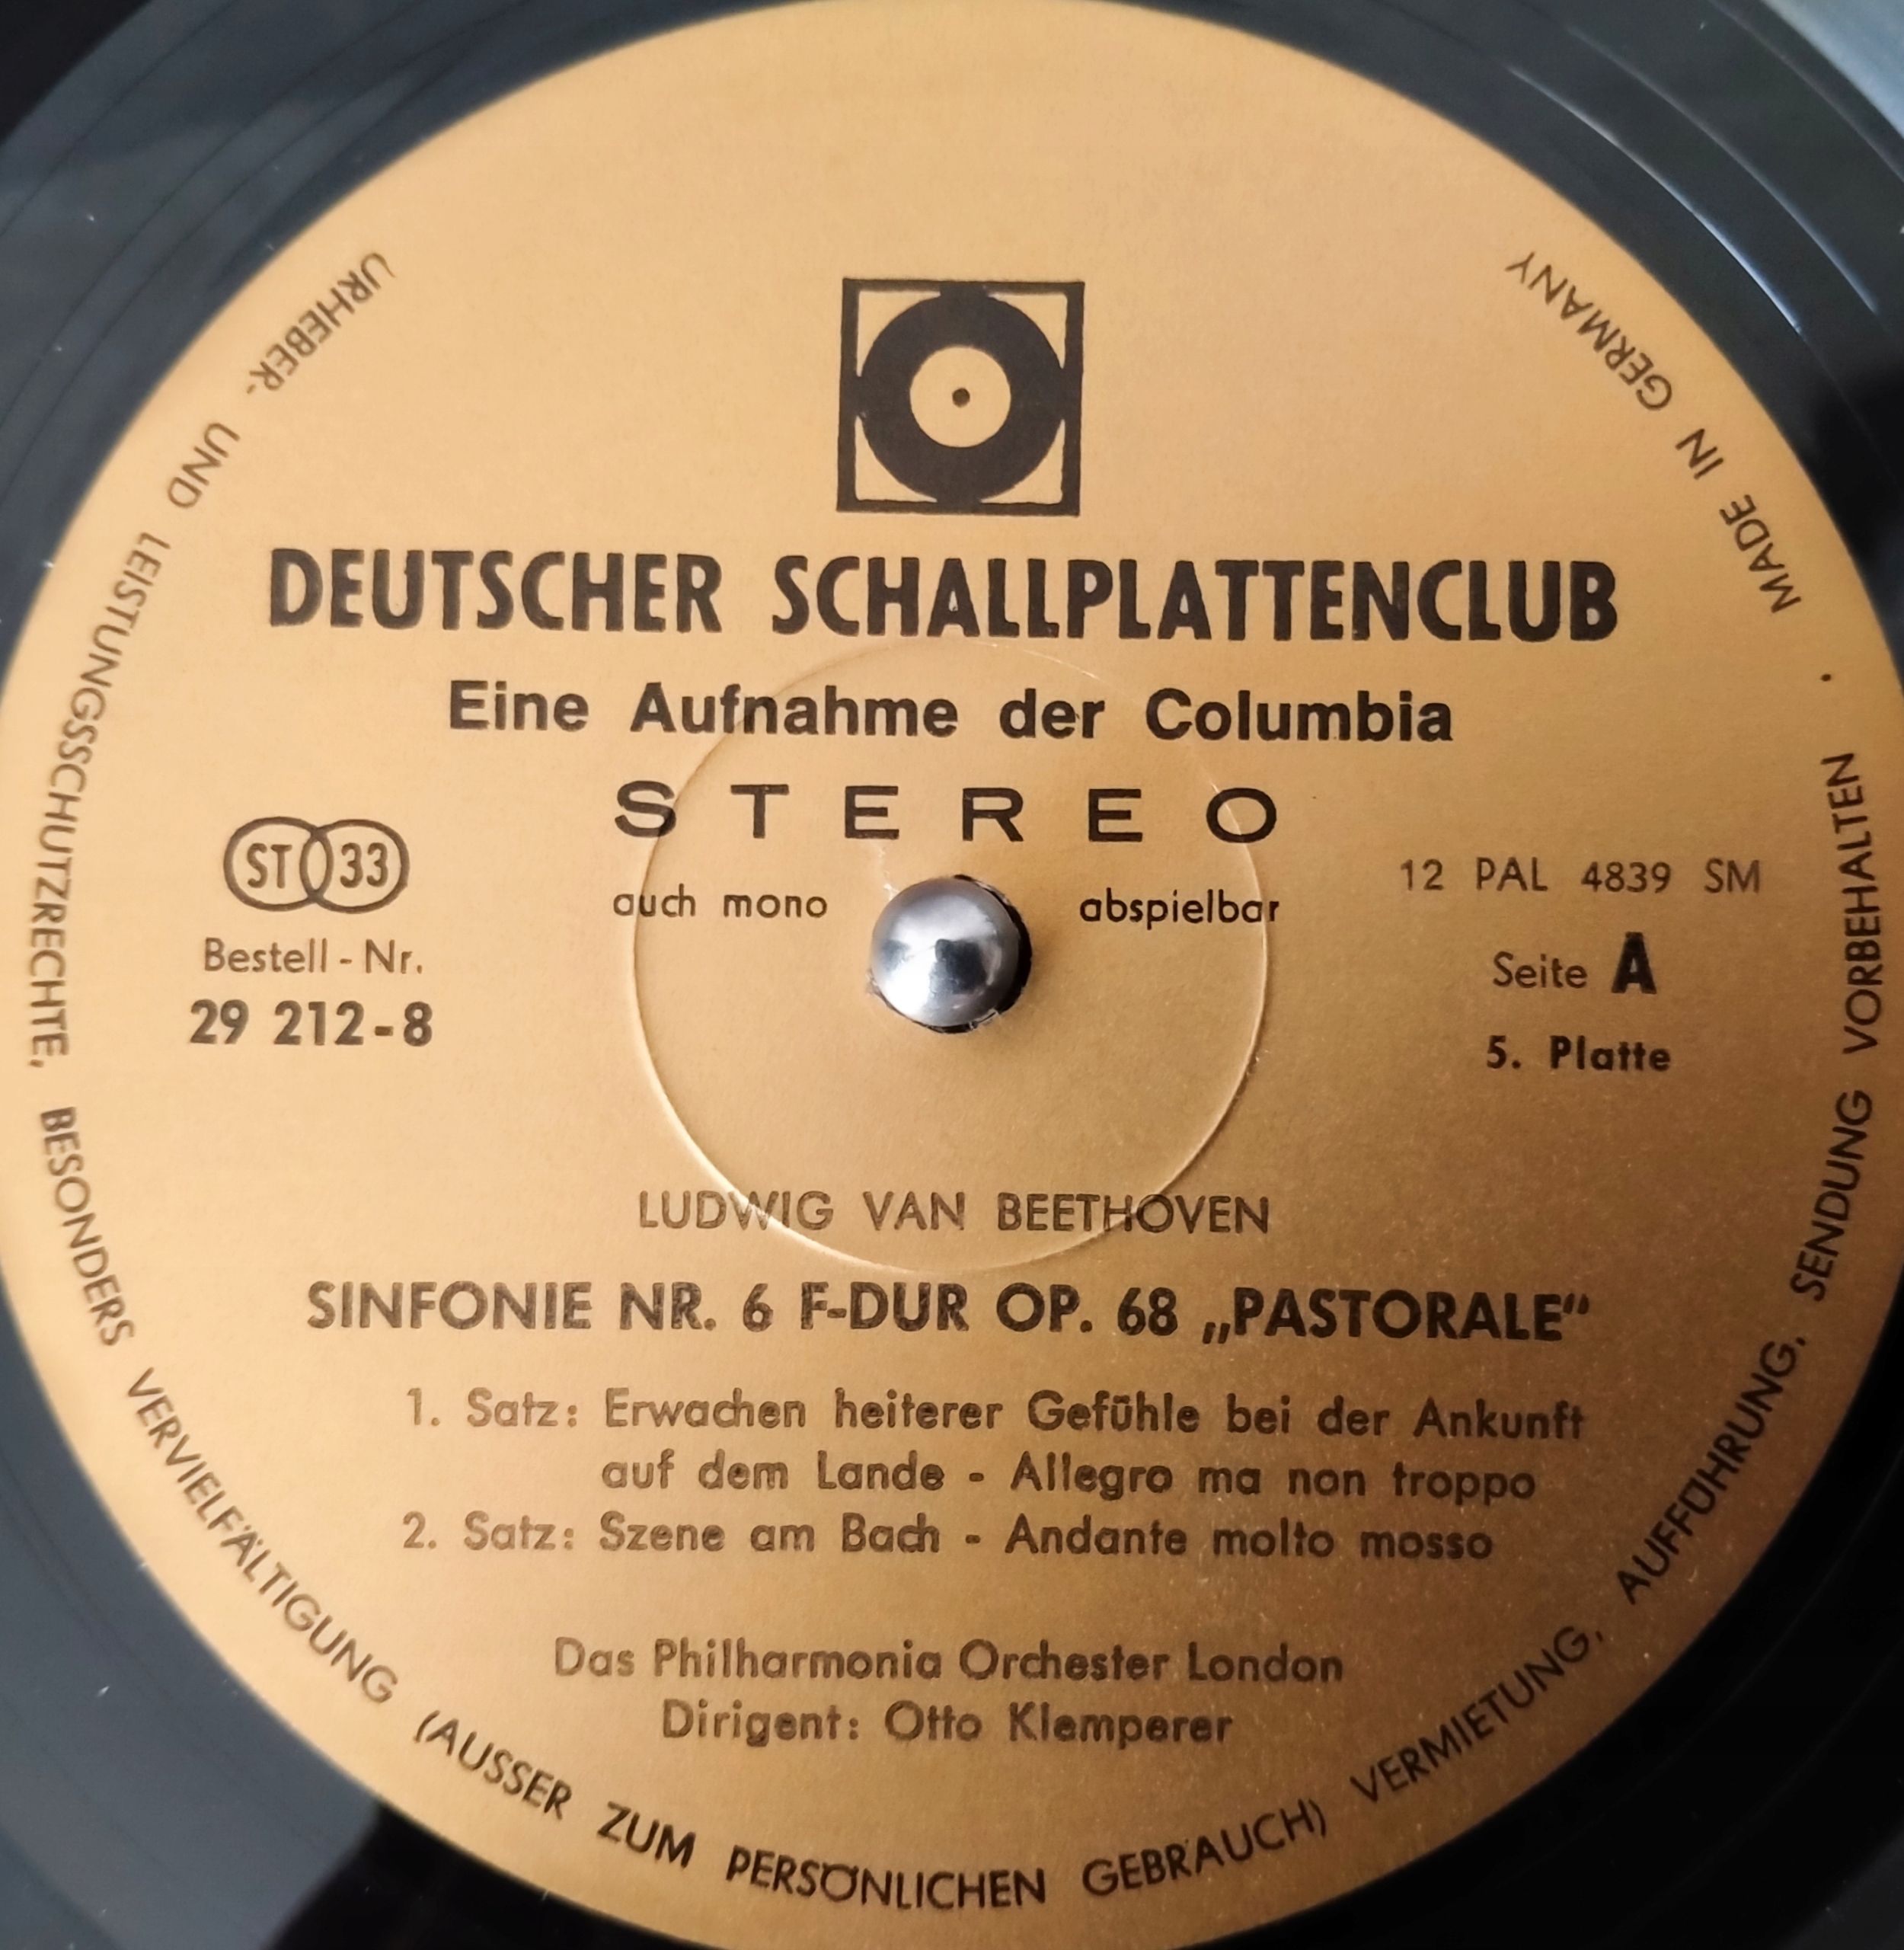 DEUTSCHER SCHALLPLATTENCLUB
Eine Aufnahme der Columbia
STEREO
auch mono abspielbar
ST 33
Bestell - Nr.
29 212-8
12 PAL 4839 SM
Seite A
5. Platte
LUDWIG VAN BEETHOVEN
SINFONIE NR. 6 F-DUR OP. 68 „PASTORALE“
1. Satz: Erwachen heiterer Gefühle bei der Ankunft
auf dem Lande - Allegro ma non troppo
2. Satz: Szene am Bach - Andante molto mosso
Das Philharmonia Orchester London
Dirigent: Otto Klemperer
URHEBER- UND LEISTUNGSSCHUTZRECHTE, BESONDERS VERVIELFÄLTIGUNG (AUSSER ZUM PERSÖNLICHEN GEBRAUCH) VERMIETUNG, AUFFÜHRUNG, SENDUNG VORBEHALTEN · MADE IN GERMANY